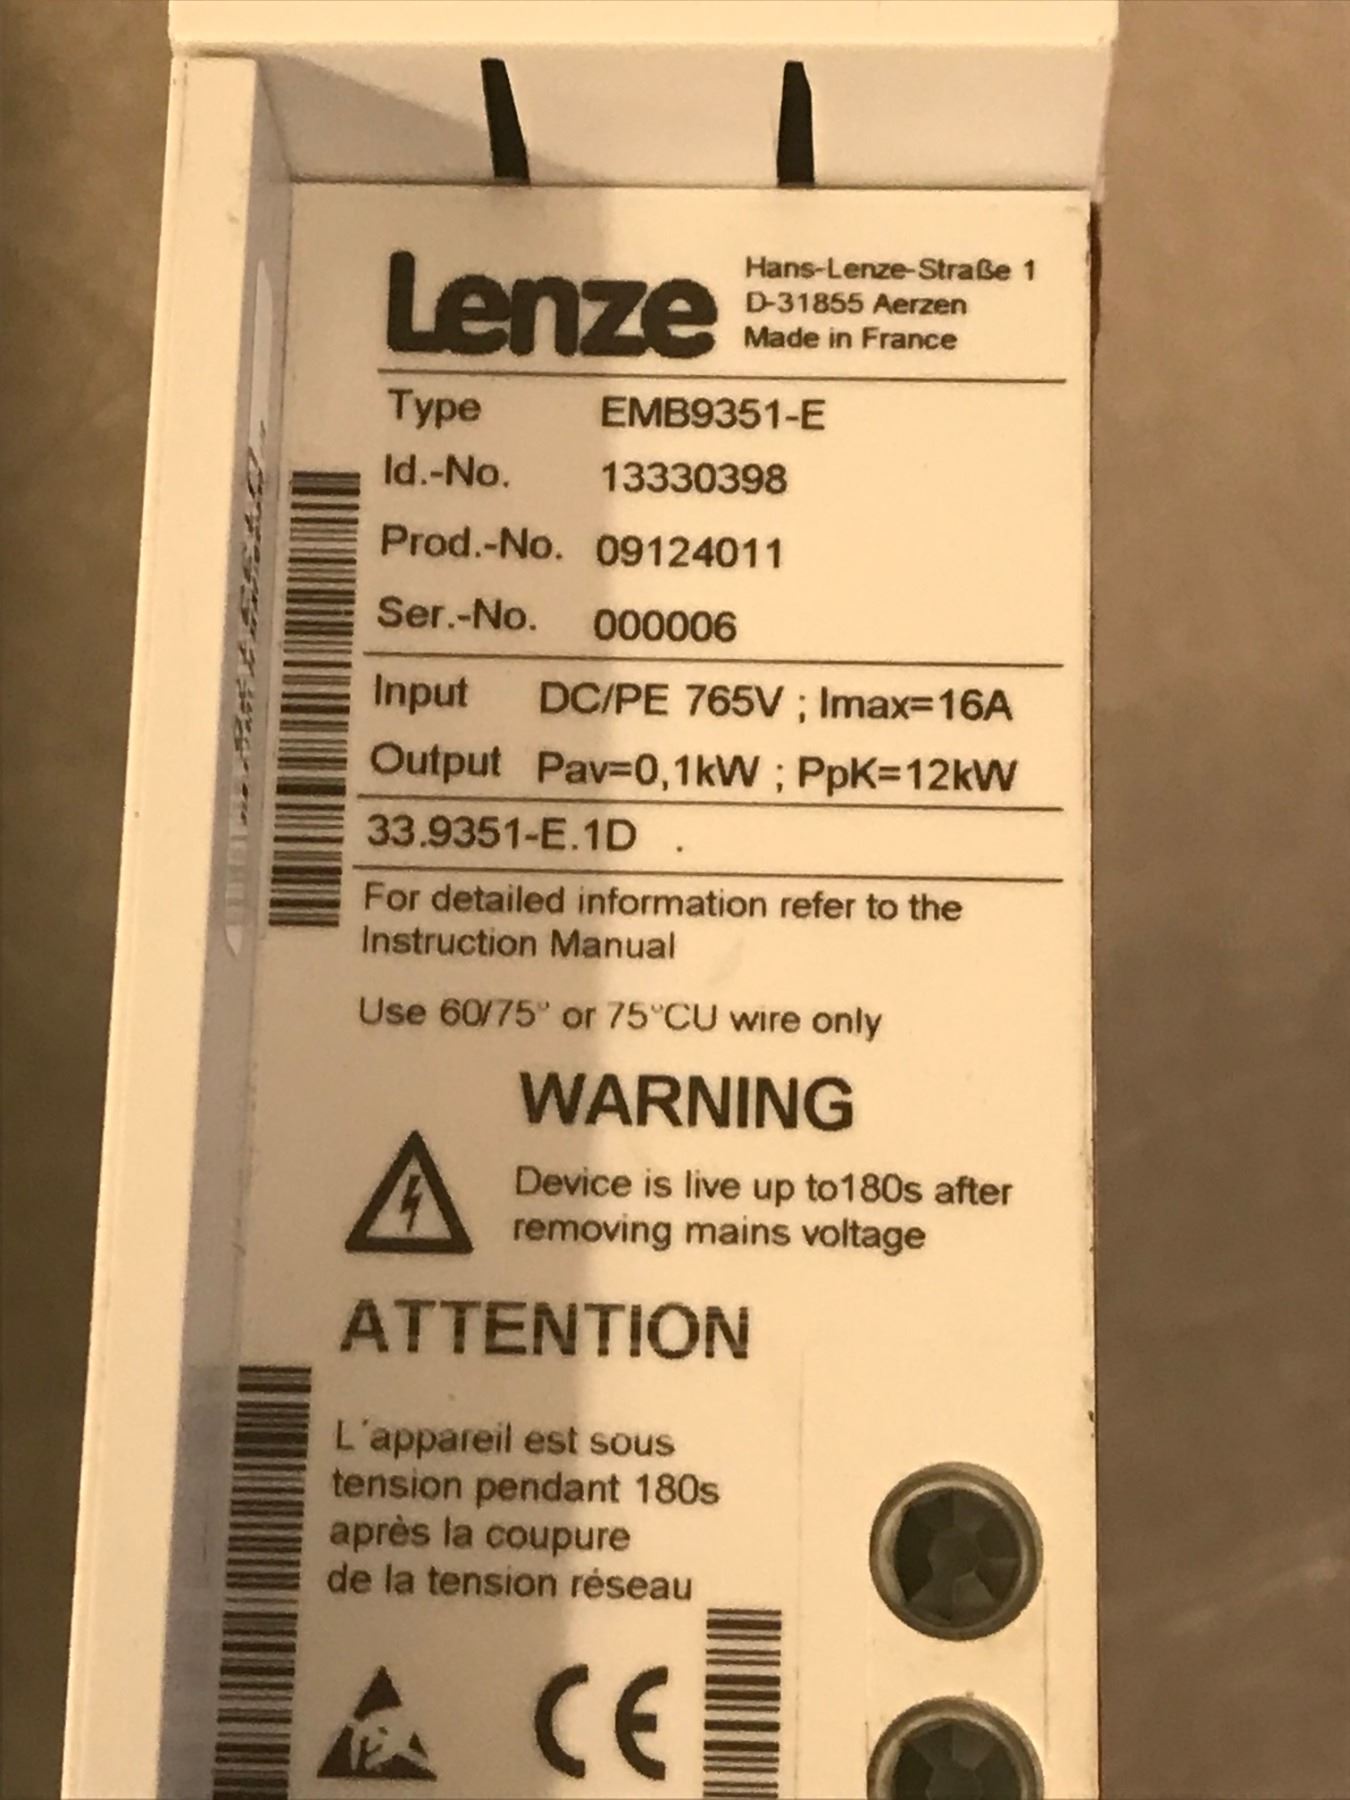 Lenze
Hans-Lenze-Straße 1
D-31855 Aerzen
Made in France
Type EMB9351-E
Id.-No. 13330398
Prod.-No. 09124011
Ser.-No. 000006
Input DC/PE 765V ; Imax=16A
Output Pav=0,1kW ; PpK=12kW
33.9351-E.1D .
For detailed information refer to the
Instruction Manual
Use 60/75° or 75°CU wire only
WARNING
Device is live up to180s after
removing mains voltage
ATTENTION
L´appareil est sous
tension pendant 180s
après la coupure
de la tension réseau
CE